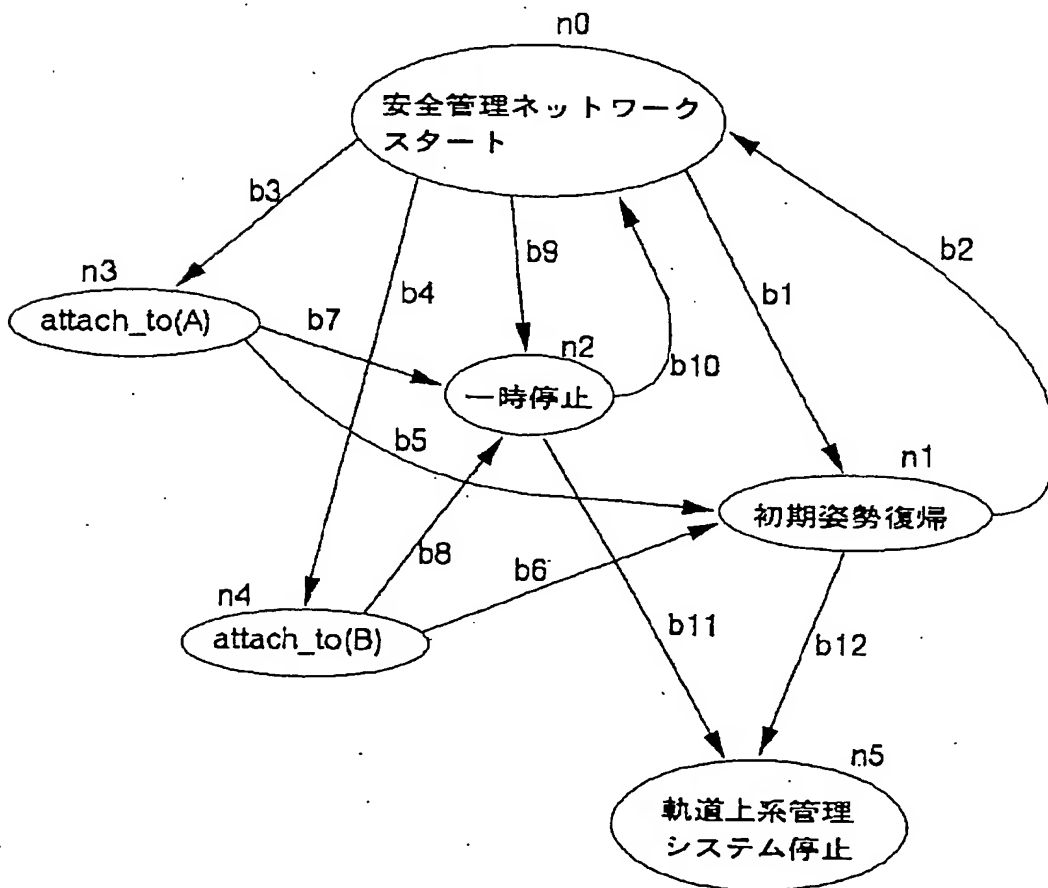 n0
安全管理ネットワーク
スタート
b3
b9
b2
n3
b4
b1
attach_to(A)
b7
n2
b10
一時停止
b5
n1
初期姿勢復帰
b8
b6
n4
attach_to(B)
b11
b12
n5
軌道上系管理
システム停止